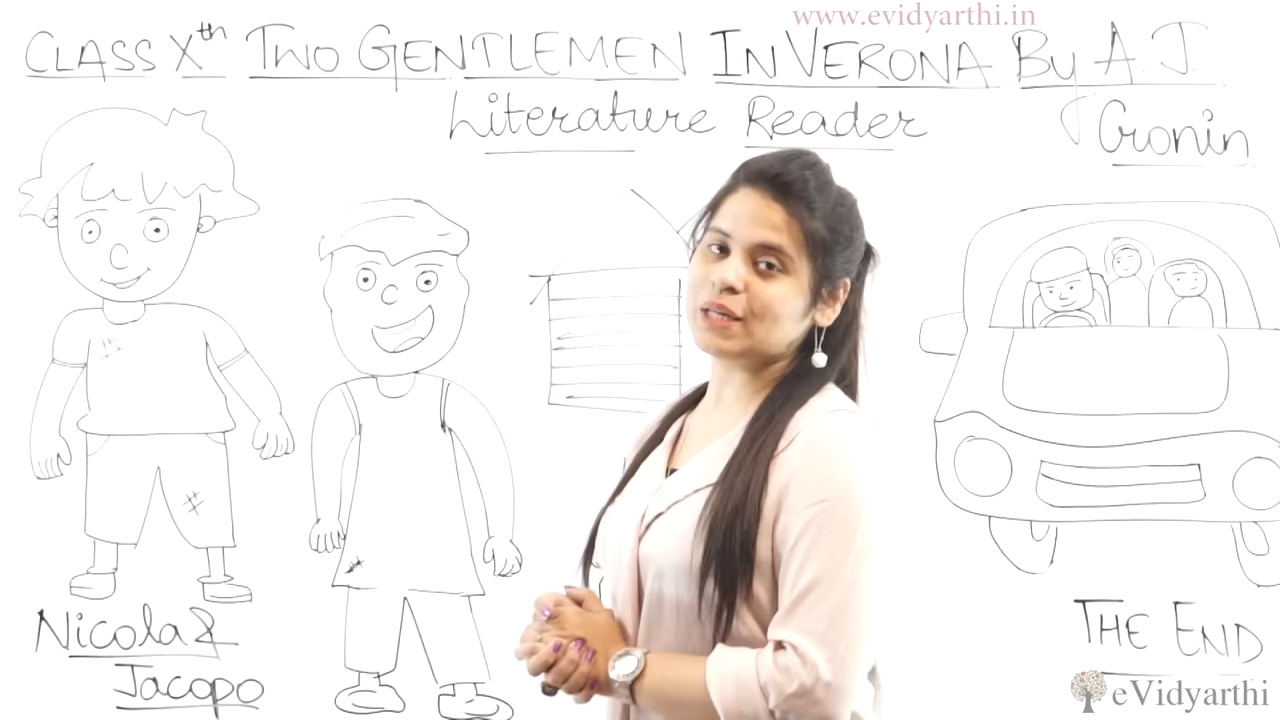 www.evidyarthi.in
CLASS Xth TWO GENTLEMEN IN VERONA By A. J.
Literature Reader Cronin
Nicola &
Jacopo
THE END
eVidyarthi